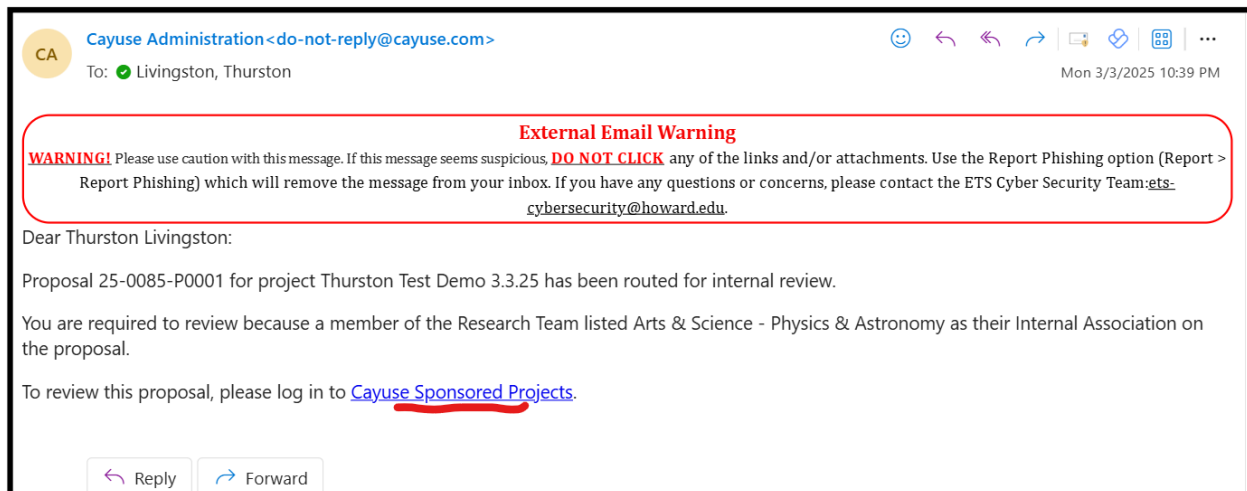 CA
Cayuse Administration<do-not-reply@cayuse.com>
To: Livingston, Thurston
Mon 3/3/2025 10:39 PM
External Email Warning
WARNING! Please use caution with this message. If this message seems suspicious, DO NOT CLICK any of the links and/or attachments. Use the Report Phishing option (Report >
Report Phishing) which will remove the message from your inbox. If you have any questions or concerns, please contact the ETS Cyber Security Team:ets-
cybersecurity@howard.edu.
Dear Thurston Livingston:
Proposal 25-0085-P0001 for project Thurston Test Demo 3.3.25 has been routed for internal review.
You are required to review because a member of the Research Team listed Arts & Science - Physics & Astronomy as their Internal Association on
the proposal.
To review this proposal, please log in to Cayuse Sponsored Projects.
Reply
Forward